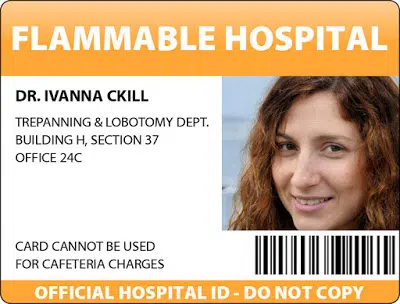 FLAMMABLE HOSPITAL
DR. IVANNA CKILL
TREPANNING & LOBOTOMY DEPT.
BUILDING H, SECTION 37
OFFICE 24C
CARD CANNOT BE USED
FOR CAFETERIA CHARGES
OFFICIAL HOSPITAL ID - DO NOT COPY